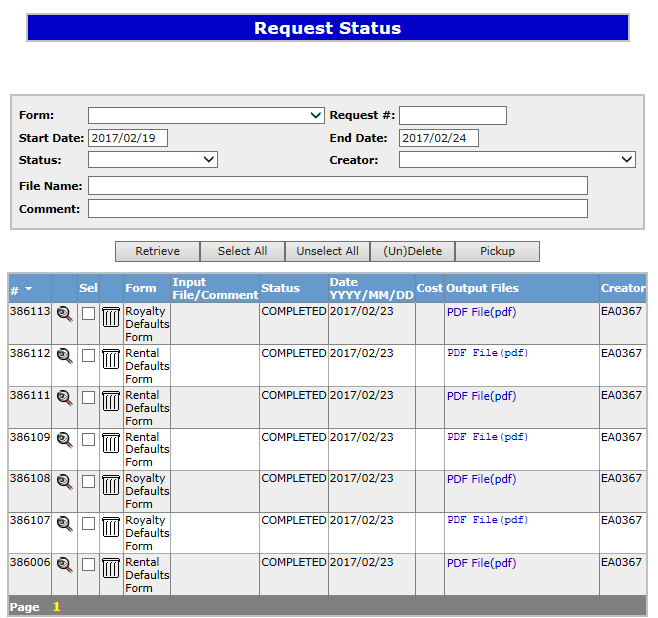 Request Status
Form: Request #:
Start Date: 2017/02/19 End Date: 2017/02/24
Status: Creator:
File Name:
Comment:
Retrieve Select All Unselect All (Un)Delete Pickup
# Sel Form Input File/Comment Status Date YYYY/MM/DD Cost Output Files Creator
386113 Royalty Defaults Form COMPLETED 2017/02/23 PDF File(pdf) EA0367
386112 Rental Defaults Form COMPLETED 2017/02/23 PDF File(pdf) EA0367
386111 Rental Defaults Form COMPLETED 2017/02/23 PDF File(pdf) EA0367
386109 Rental Defaults Form COMPLETED 2017/02/23 PDF File(pdf) EA0367
386108 Royalty Defaults Form COMPLETED 2017/02/23 PDF File(pdf) EA0367
386107 Royalty Defaults Form COMPLETED 2017/02/23 PDF File(pdf) EA0367
386006 Rental Defaults Form COMPLETED 2017/02/23 PDF File(pdf) EA0367
Page 1